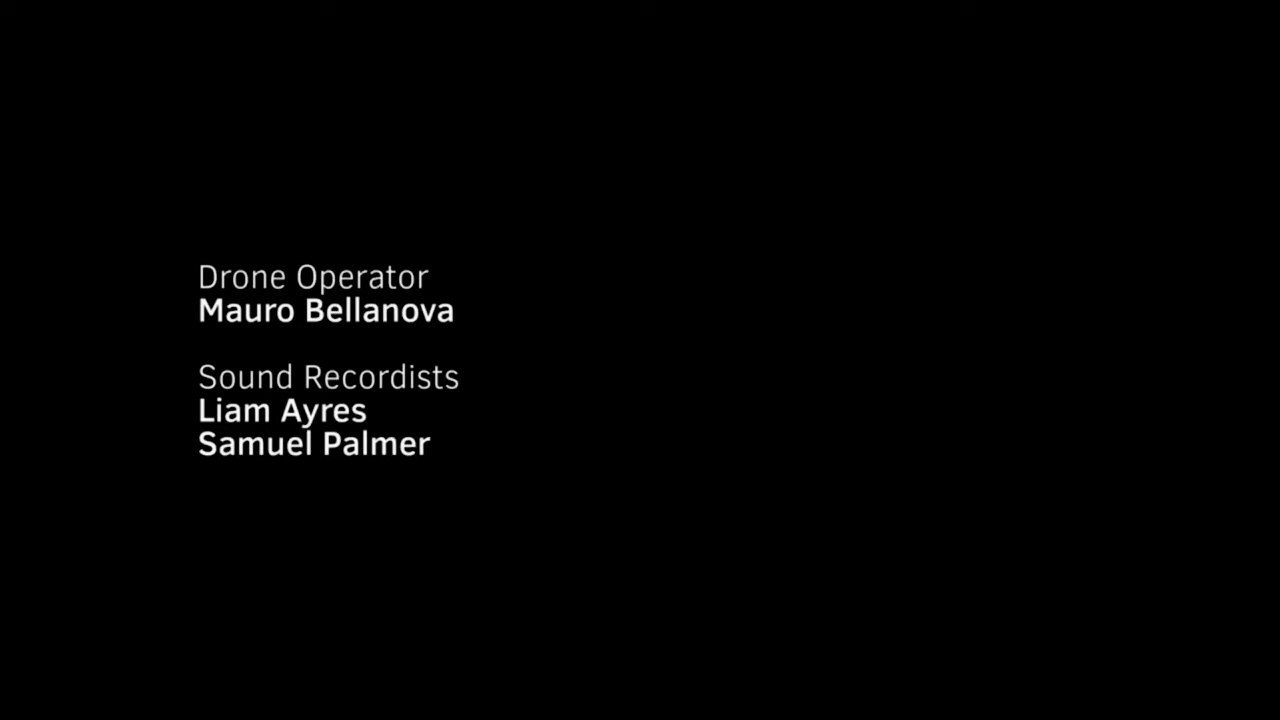 Drone Operator
Mauro Bellanova
Sound Recordists
Liam Ayres
Samuel Palmer